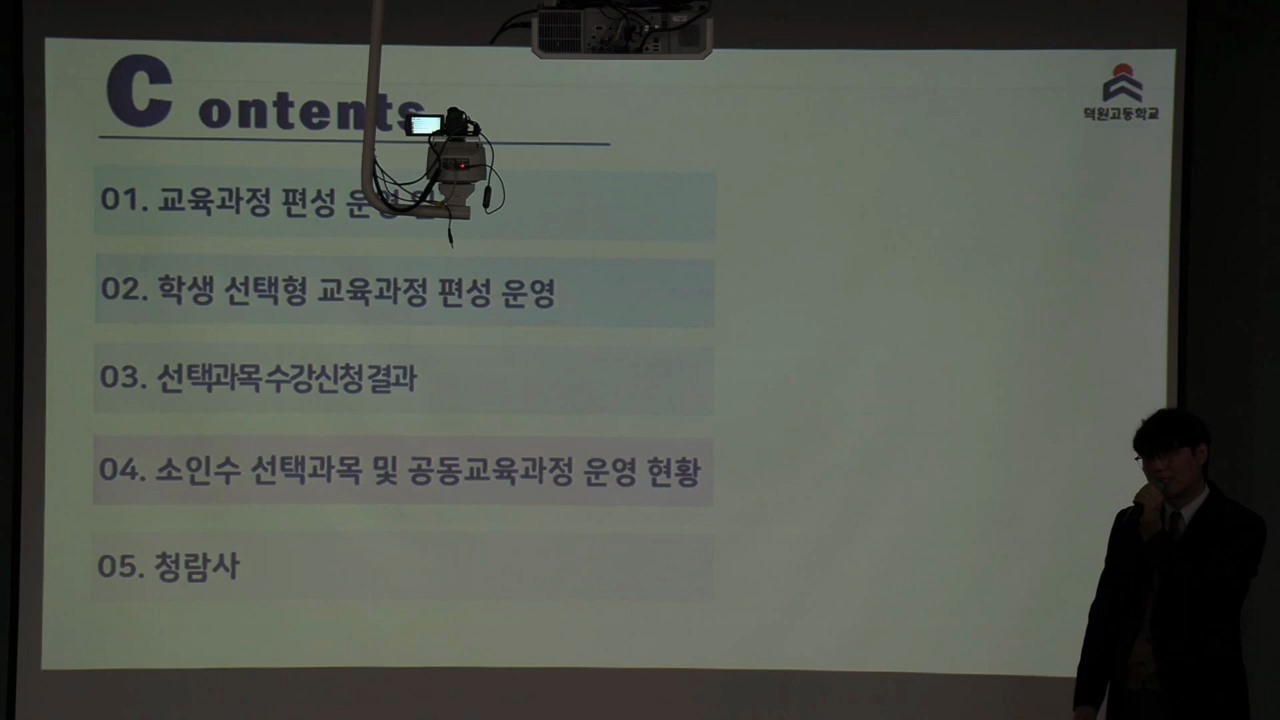 Contents
덕원고등학교
01. 교육과정 편성
02. 학생 선택형 교육과정 편성 운영
03. 선택과목 수강신청 결과
04. 소인수 선택과목 및 공동교육과정 운영 현황
05. 청람사